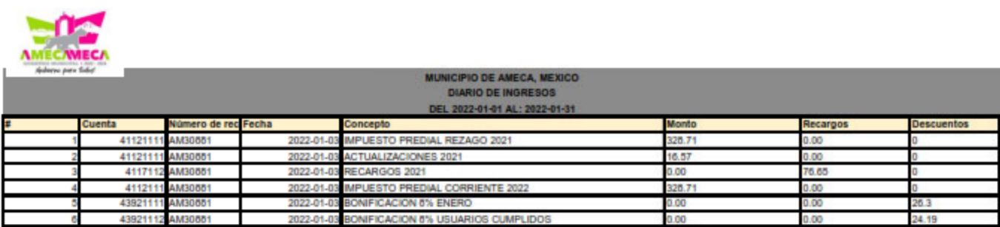 AMECAMECA
Gobierno para todos!
MUNICIPIO DE AMECA, MEXICO
DIARIO DE INGRESOS
DEL 2022-01-01 AL: 2022-01-31
# Cuenta Número de rec Fecha Concepto Monto Recargos Descuentos
1 41121111 AM30881 2022-01-03 IMPUESTO PREDIAL REZAGO 2021 328.71 0.00 0
2 41121111 AM30881 2022-01-03 ACTUALIZACIONES 2021 16.57 0.00 0
3 4117112 AM30881 2022-01-03 RECARGOS 2021 0.00 76.65 0
4 4112111 AM30881 2022-01-03 IMPUESTO PREDIAL CORRIENTE 2022 328.71 0.00 0
5 43921111 AM30881 2022-01-03 BONIFICACION 8% ENERO 0.00 0.00 26.3
6 43921112 AM30881 2022-01-03 BONIFICACION 8% USUARIOS CUMPLIDOS 0.00 0.00 24.19